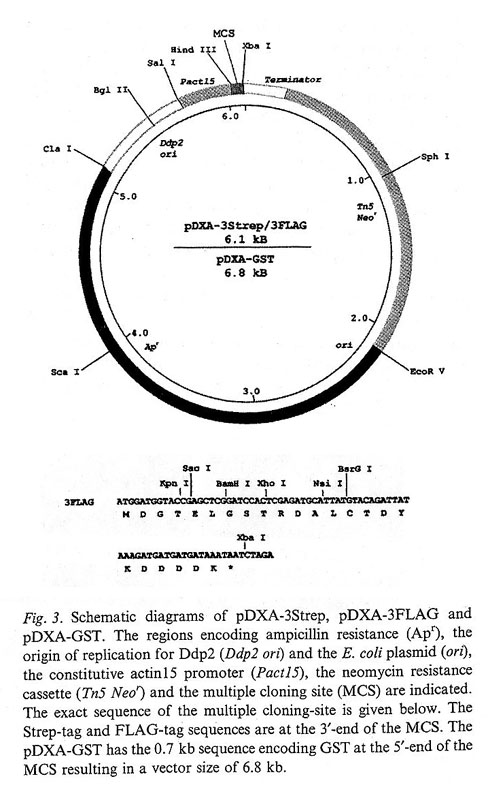 MCS
Hind III
Xba I
Sal I
Pact15
Terminator
Bgl II
6.0
Ddp2
ori
Cla I
Sph I
1.0
5.0
Tn5
Neoʳ
pDXA-3Strep/3FLAG
6.1 kB
pDXA-GST
6.8 kB
2.0
4.0
Apʳ
ori
Sca I
EcoR V
3.0
Sac I
BsrG I
Kpn I
BamH I
Xho I
Nsi I
3FLAG
ATGGATGGTACCGAGCTCGGATCCACTCGAGATGCATTATGTACAGATTAT
M D G T E L G S T R D A L C T D Y
Xba I
AAAGATGATGATGATAAATAATCTAGA
K D D D D K *
Fig. 3. Schematic diagrams of pDXA-3Strep, pDXA-3FLAG and
pDXA-GST. The regions encoding ampicillin resistance (Apʳ), the
origin of replication for Ddp2 (Ddp2 ori) and the E. coli plasmid (ori),
the constitutive actin15 promoter (Pact15), the neomycin resistance
cassette (Tn5 Neoʳ) and the multiple cloning site (MCS) are indicated.
The exact sequence of the multiple cloning-site is given below. The
Strep-tag and FLAG-tag sequences are at the 3′-end of the MCS. The
pDXA-GST has the 0.7 kb sequence encoding GST at the 5′-end of the
MCS resulting in a vector size of 6.8 kb.